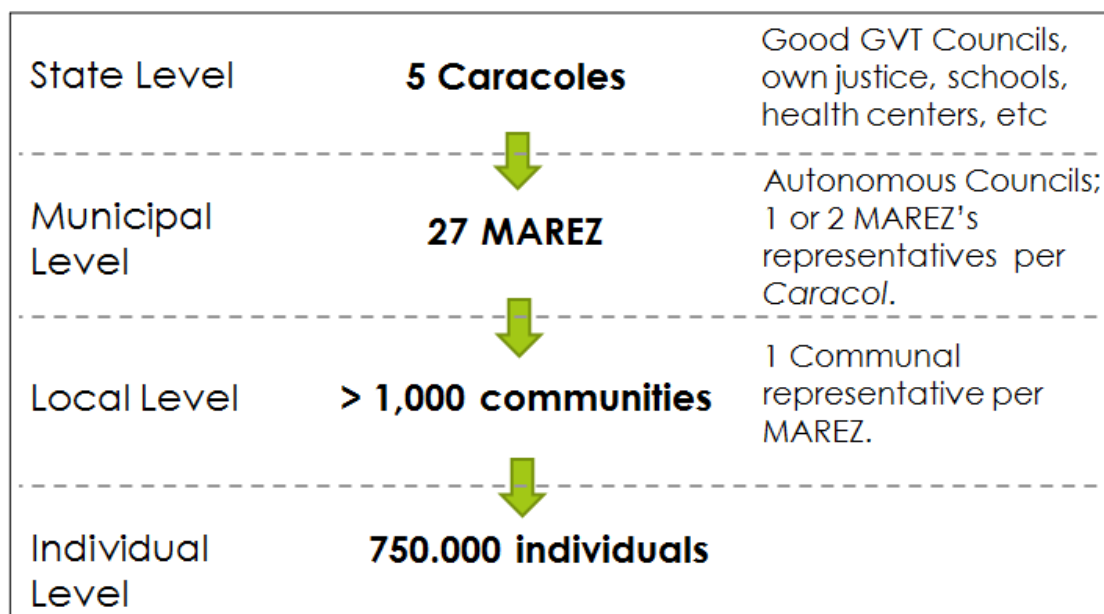 State Level
5 Caracoles
Good GVT Councils,
own justice, schools,
health centers, etc
Municipal
Level
27 MAREZ
Autonomous Councils;
1 or 2 MAREZ’s
representatives per
Caracol.
Local Level
> 1,000 communities
1 Communal
representative per
MAREZ.
Individual
Level
750.000 individuals